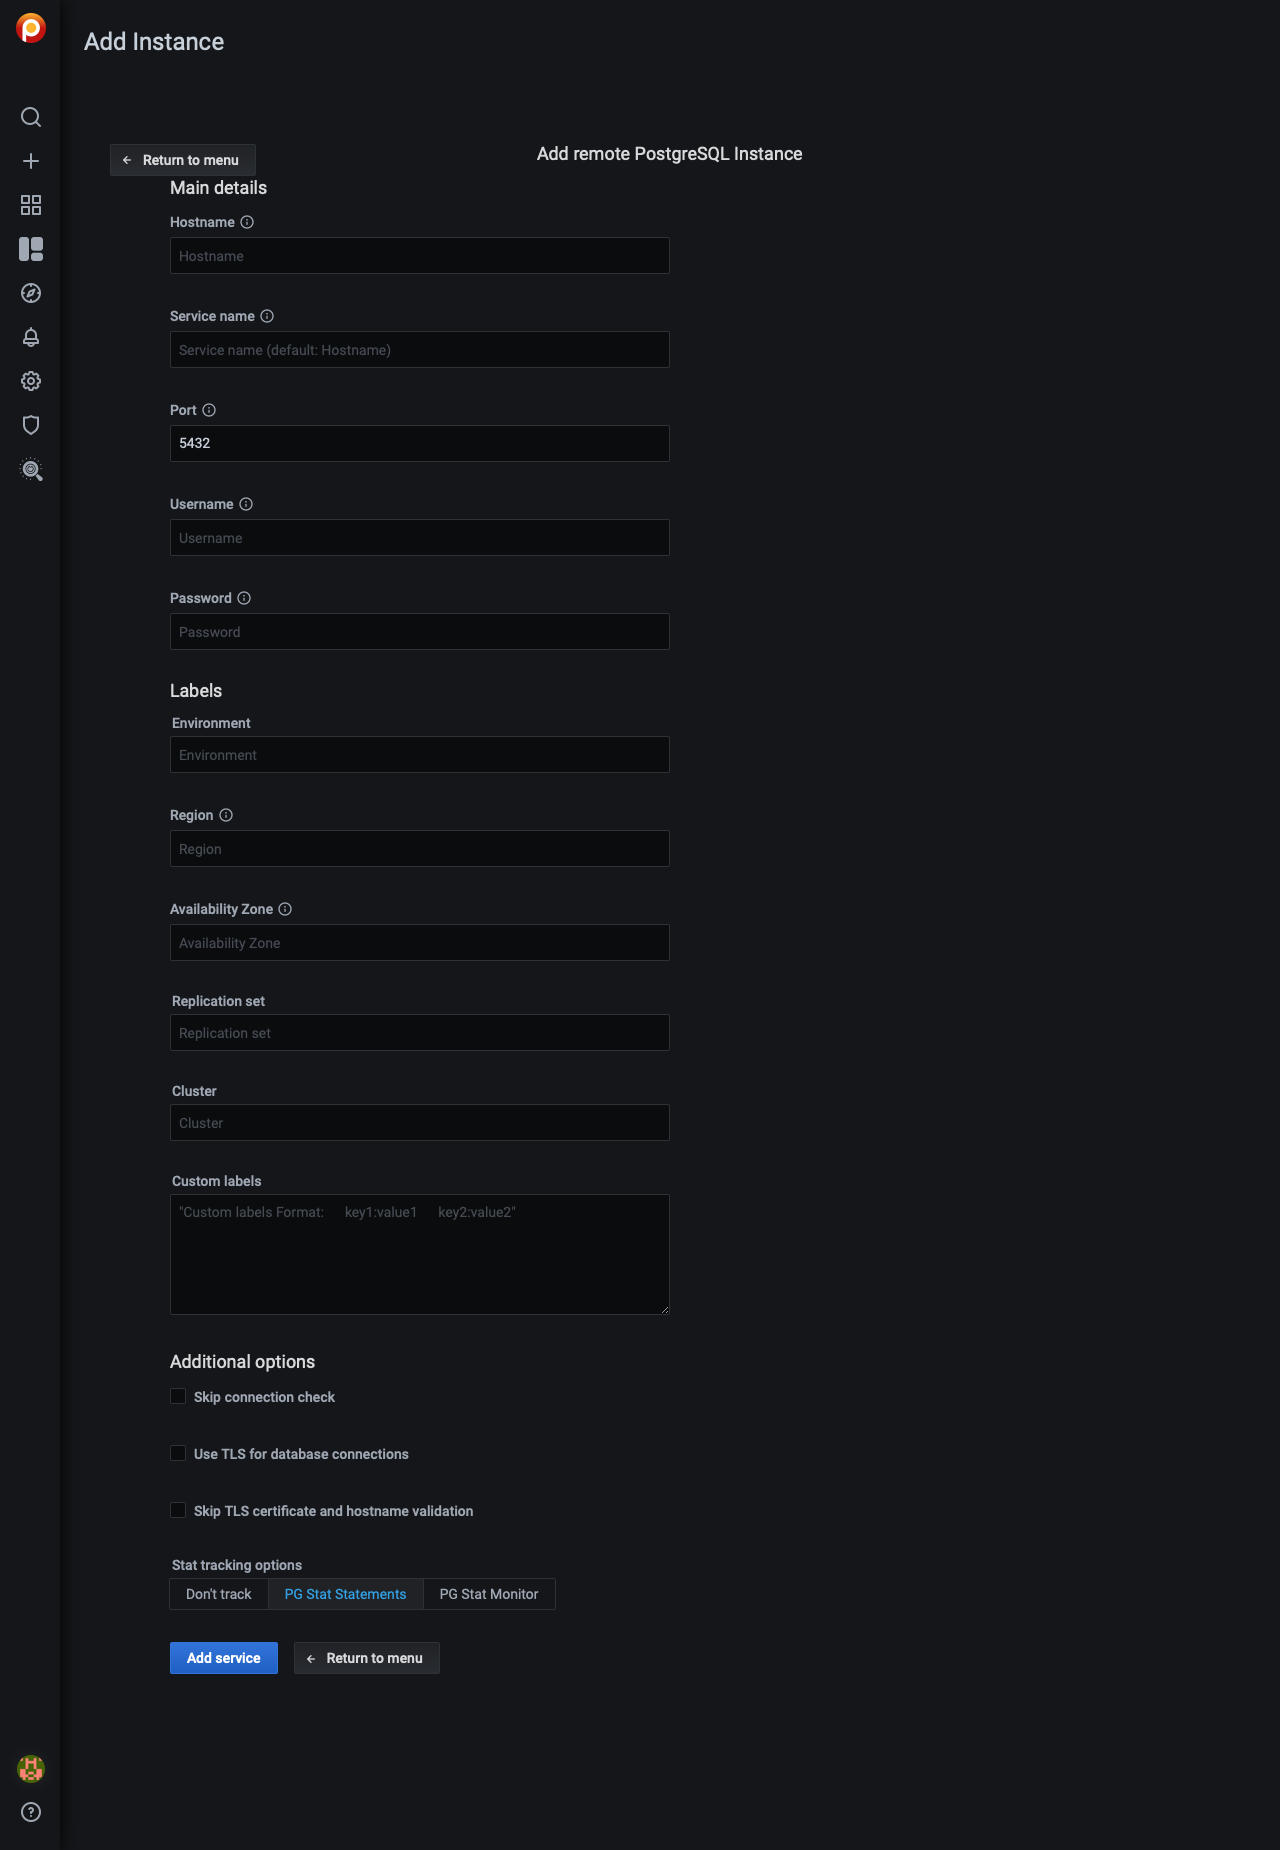 Add Instance
Return to menu
Add remote PostgreSQL Instance
Main details
Hostname
Hostname
Service name
Service name (default: Hostname)
Port
5432
Username
Username
Password
Password
Labels
Environment
Environment
Region
Region
Availability Zone
Availability Zone
Replication set
Replication set
Cluster
Cluster
Custom labels
"Custom labels Format: key1:value1 key2:value2"
Additional options
Skip connection check
Use TLS for database connections
Skip TLS certificate and hostname validation
Stat tracking options
Don't track PG Stat Statements PG Stat Monitor
Add service Return to menu